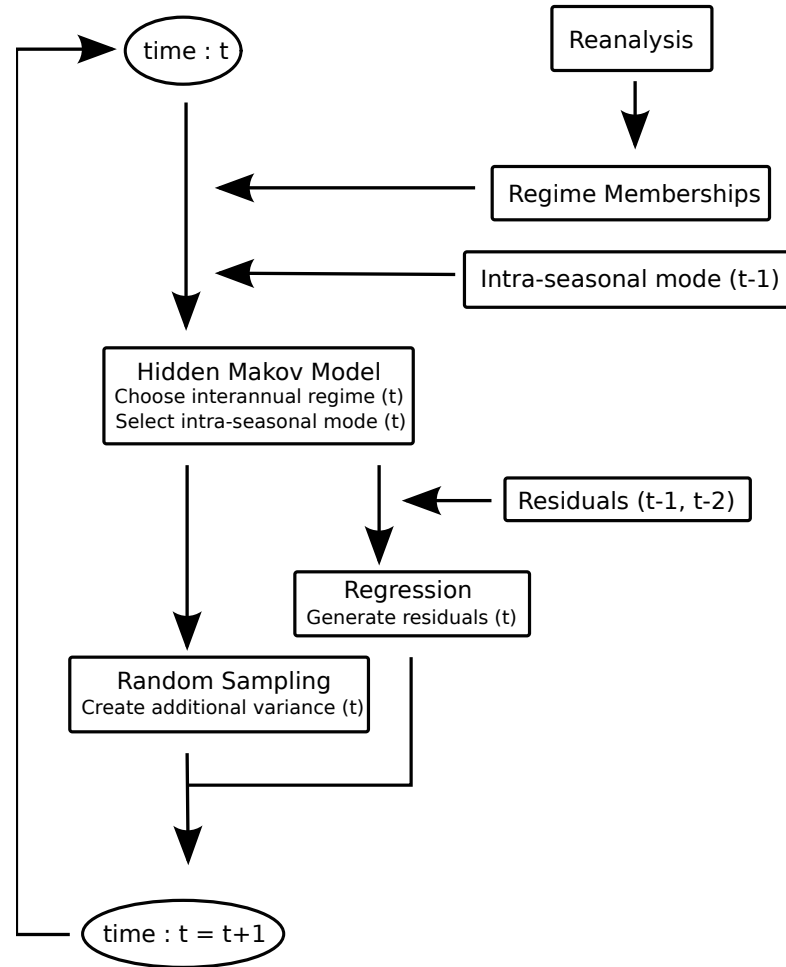 time : t
Reanalysis
Regime Memberships
Intra-seasonal mode (t-1)
Hidden Makov Model
Choose interannual regime (t)
Select intra-seasonal mode (t)
Residuals (t-1, t-2)
Regression
Generate residuals (t)
Random Sampling
Create additional variance (t)
time : t = t+1